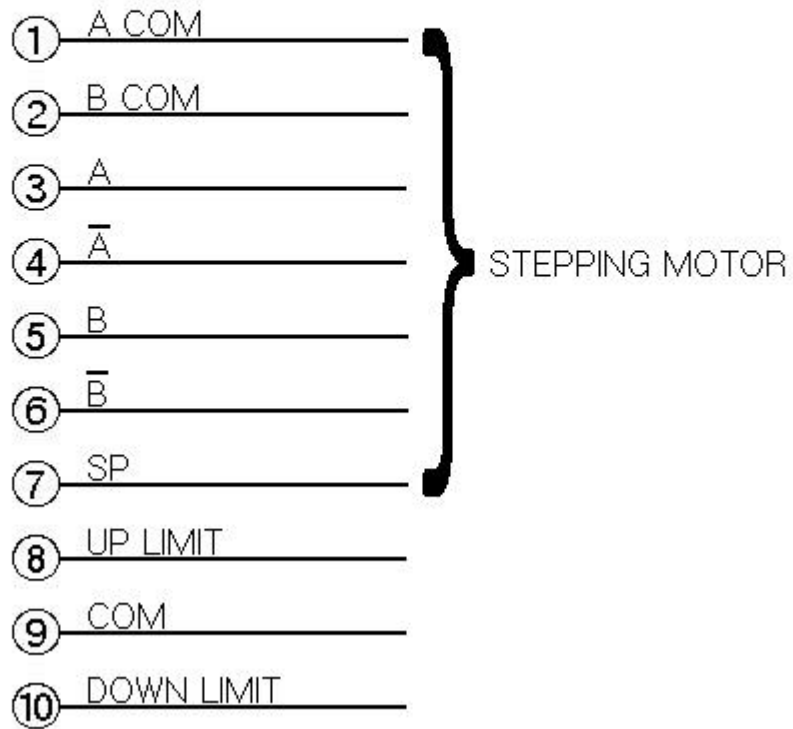 ① A COM
② B COM
③ A
④ A̅
⑤ B
⑥ B̅
⑦ SP
STEPPING MOTOR
⑧ UP LIMIT
⑨ COM
⑩ DOWN LIMIT